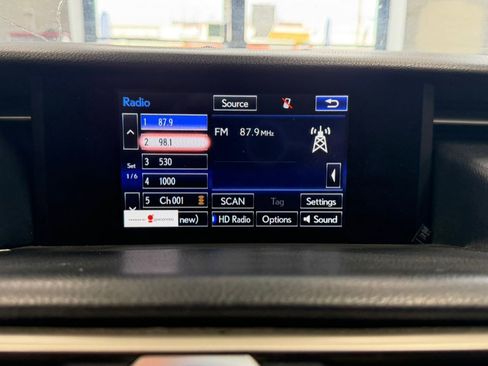 Radio
Source
1 87.9
2 98.1
FM 87.9 MHz
3 530
Set
1/6
4 1000
5 Ch 001
SCAN
Tag
Settings
new)
HD Radio
Options
Sound